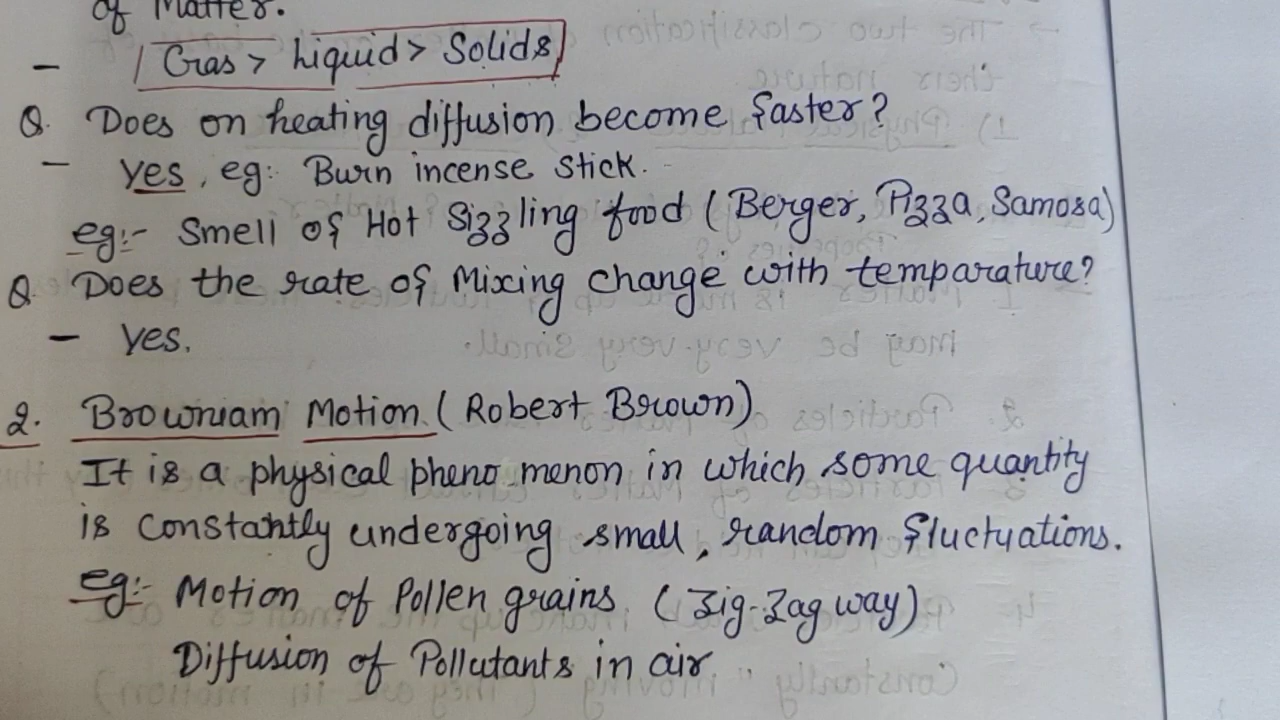 of Matter.
- Gras > Liquid > Solids
Q. Does on heating diffusion become faster?
- yes, eg: Burn incense stick.
eg:- Smell of Hot Sizzling food (Berger, Pizza, Samosa)
Q. Does the rate of Mixing change with temparature?
- yes.
2. Browniam Motion (Robert Brown)
It is a physical pheno menon in which some quantity
is constantly undergoing small, random fluctuations.
eg:- Motion of Pollen grains (Zig-Zag way)
Diffusion of Pollutants in air